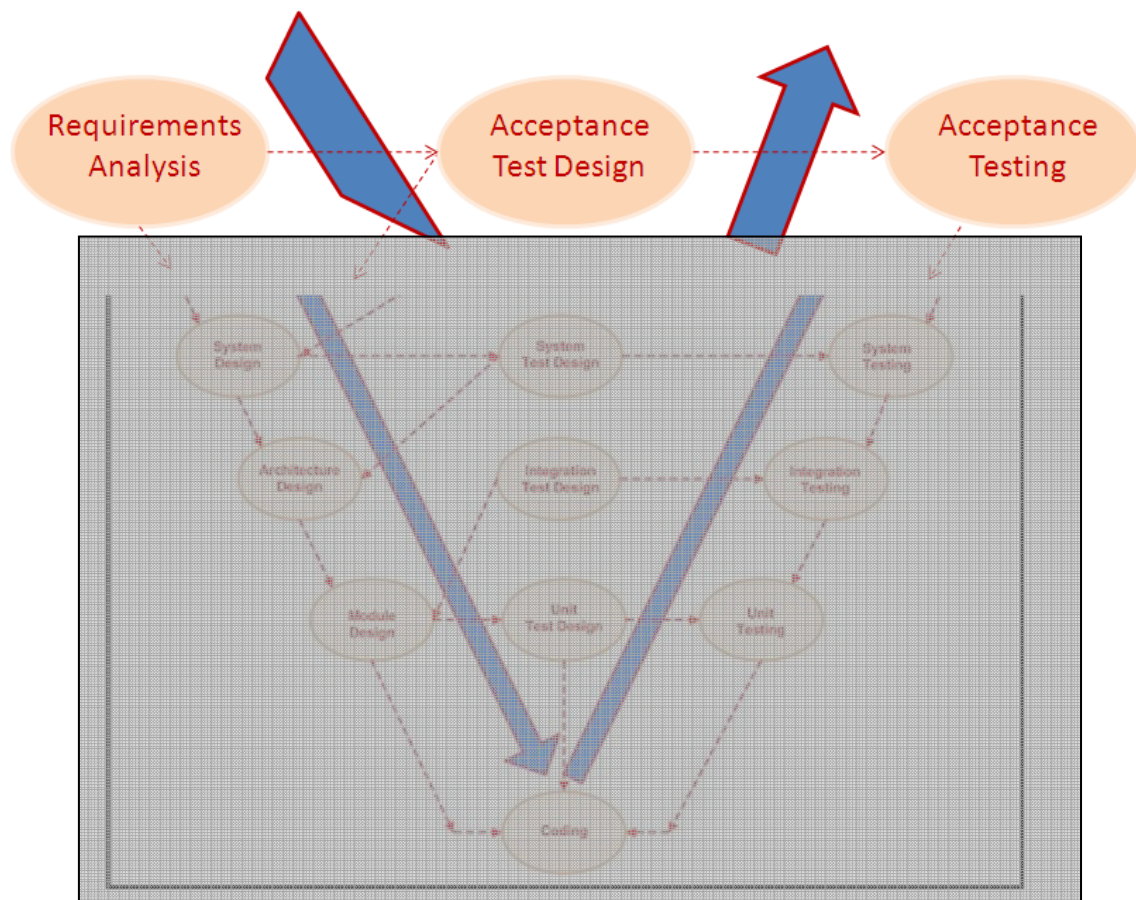 Requirements
Analysis
Acceptance
Test Design
Acceptance
Testing
System
Design
System
Test Design
System
Testing
Architecture
Design
Integration
Test Design
Integration
Testing
Module
Design
Unit
Test Design
Unit
Testing
Coding